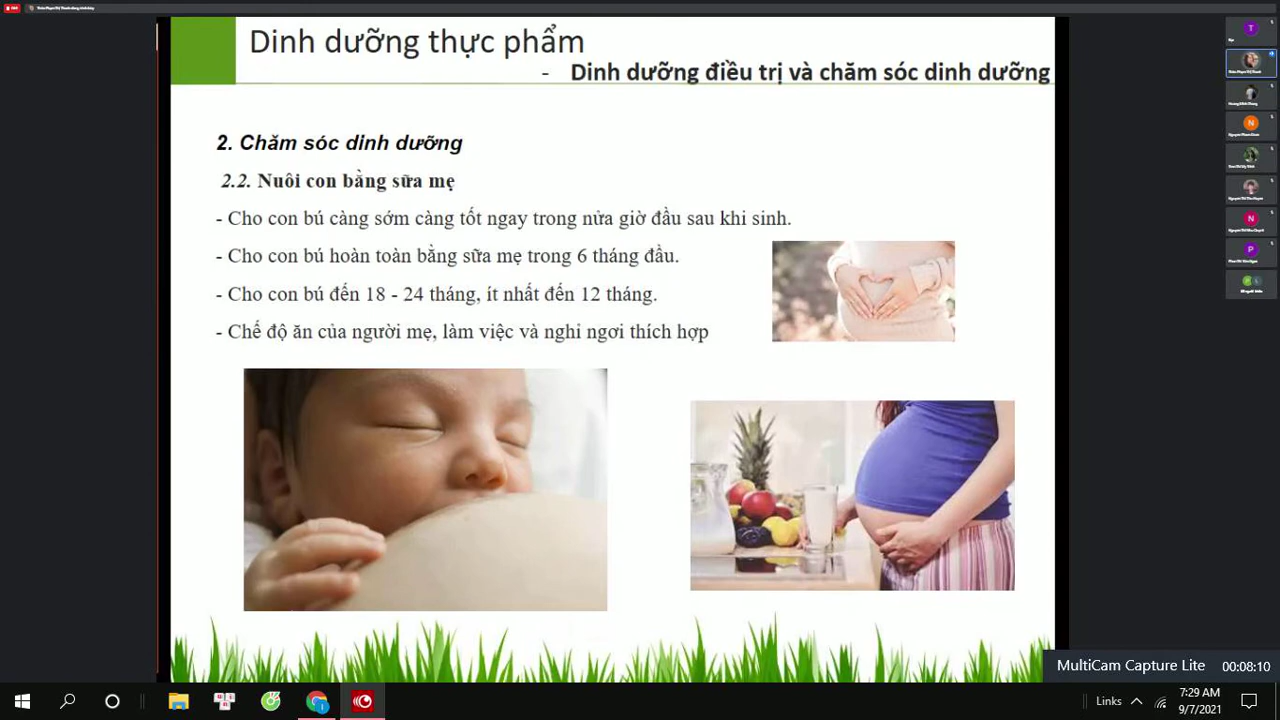 Dinh dưỡng thực phẩm
- Dinh dưỡng điều trị và chăm sóc dinh dưỡng
2. Chăm sóc dinh dưỡng
2.2. Nuôi con bằng sữa mẹ
- Cho con bú càng sớm càng tốt ngay trong nửa giờ đầu sau khi sinh.
- Cho con bú hoàn toàn bằng sữa mẹ trong 6 tháng đầu.
- Cho con bú đến 18 - 24 tháng, ít nhất đến 12 tháng.
- Chế độ ăn của người mẹ, làm việc và nghỉ ngơi thích hợp
T
N
N
P
MultiCam Capture Lite 00:08:10
Links
7:29 AM
9/7/2021